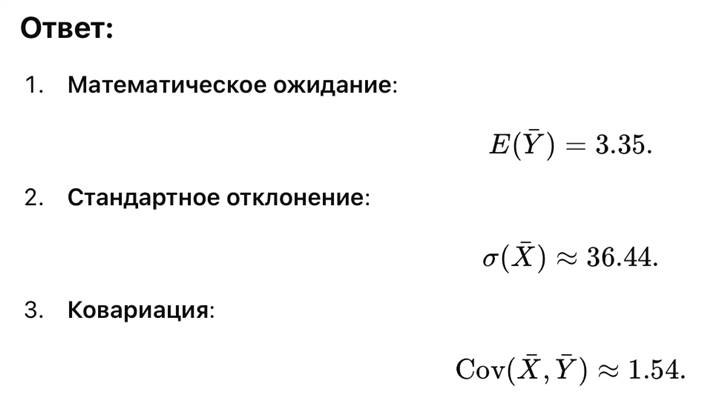 Ответ:
1. Математическое ожидание:
E(Ȳ) = 3.35.
2. Стандартное отклонение:
σ(X̄) ≈ 36.44.
3. Ковариация:
Cov(X̄, Ȳ) ≈ 1.54.